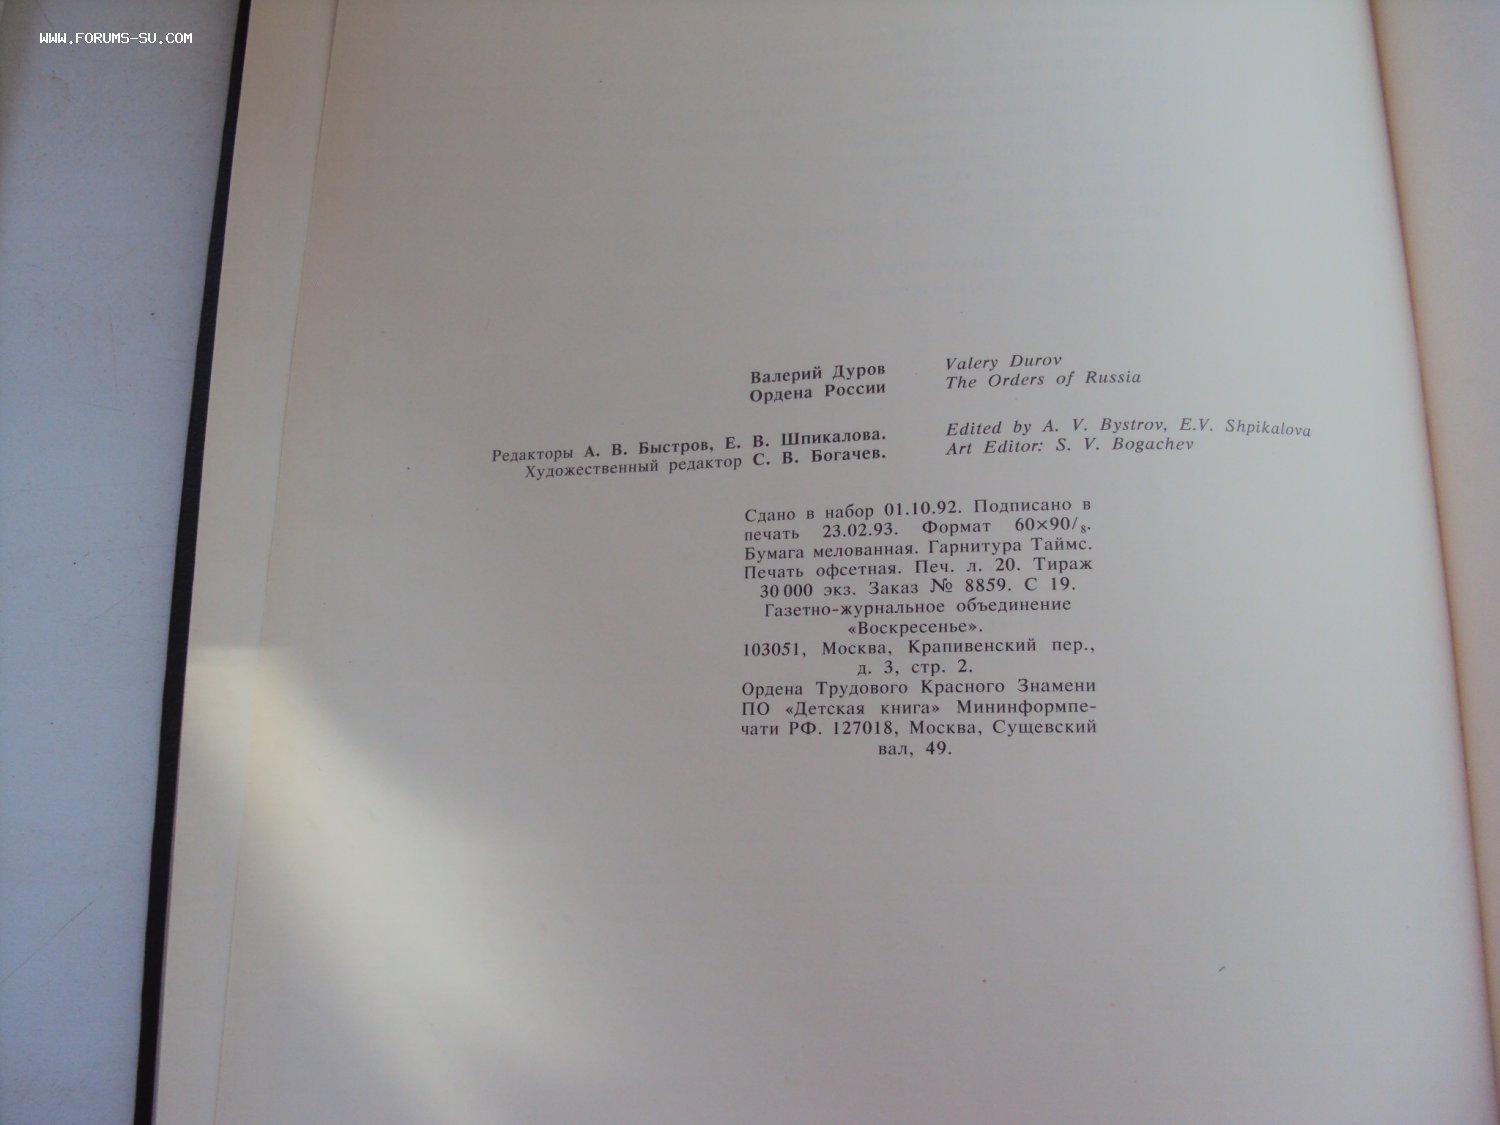 WWW.FORUMS-SU.COM
Валерий Дуров
Ордена России
Valery Durov
The Orders of Russia
Редакторы А. В. Быстров, Е. В. Шпикалова.
Художественный редактор С. В. Богачев.
Edited by A. V. Bystrov, E.V. Shpikalova
Art Editor: S. V. Bogachev
Сдано в набор 01.10.92. Подписано в
печать 23.02.93. Формат 60×90/8.
Бумага мелованная. Гарнитура Таймс.
Печать офсетная. Печ. л. 20. Тираж
30 000 экз. Заказ № 8859. С 19.
Газетно-журнальное объединение
«Воскресенье».
103051, Москва, Крапивенский пер.,
д. 3, стр. 2.
Ордена Трудового Красного Знамени
ПО «Детская книга» Мининформпе-
чати РФ. 127018, Москва, Сущевский
вал, 49.